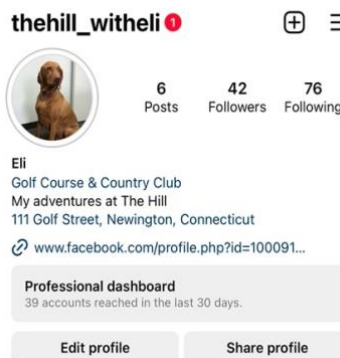 thehill_witheli 1
6 42 76
Posts Followers Following
Eli
Golf Course & Country Club
My adventures at The Hill
111 Golf Street, Newington, Connecticut
www.facebook.com/profile.php?id=100091...
Professional dashboard
39 accounts reached in the last 30 days.
Edit profile Share profile